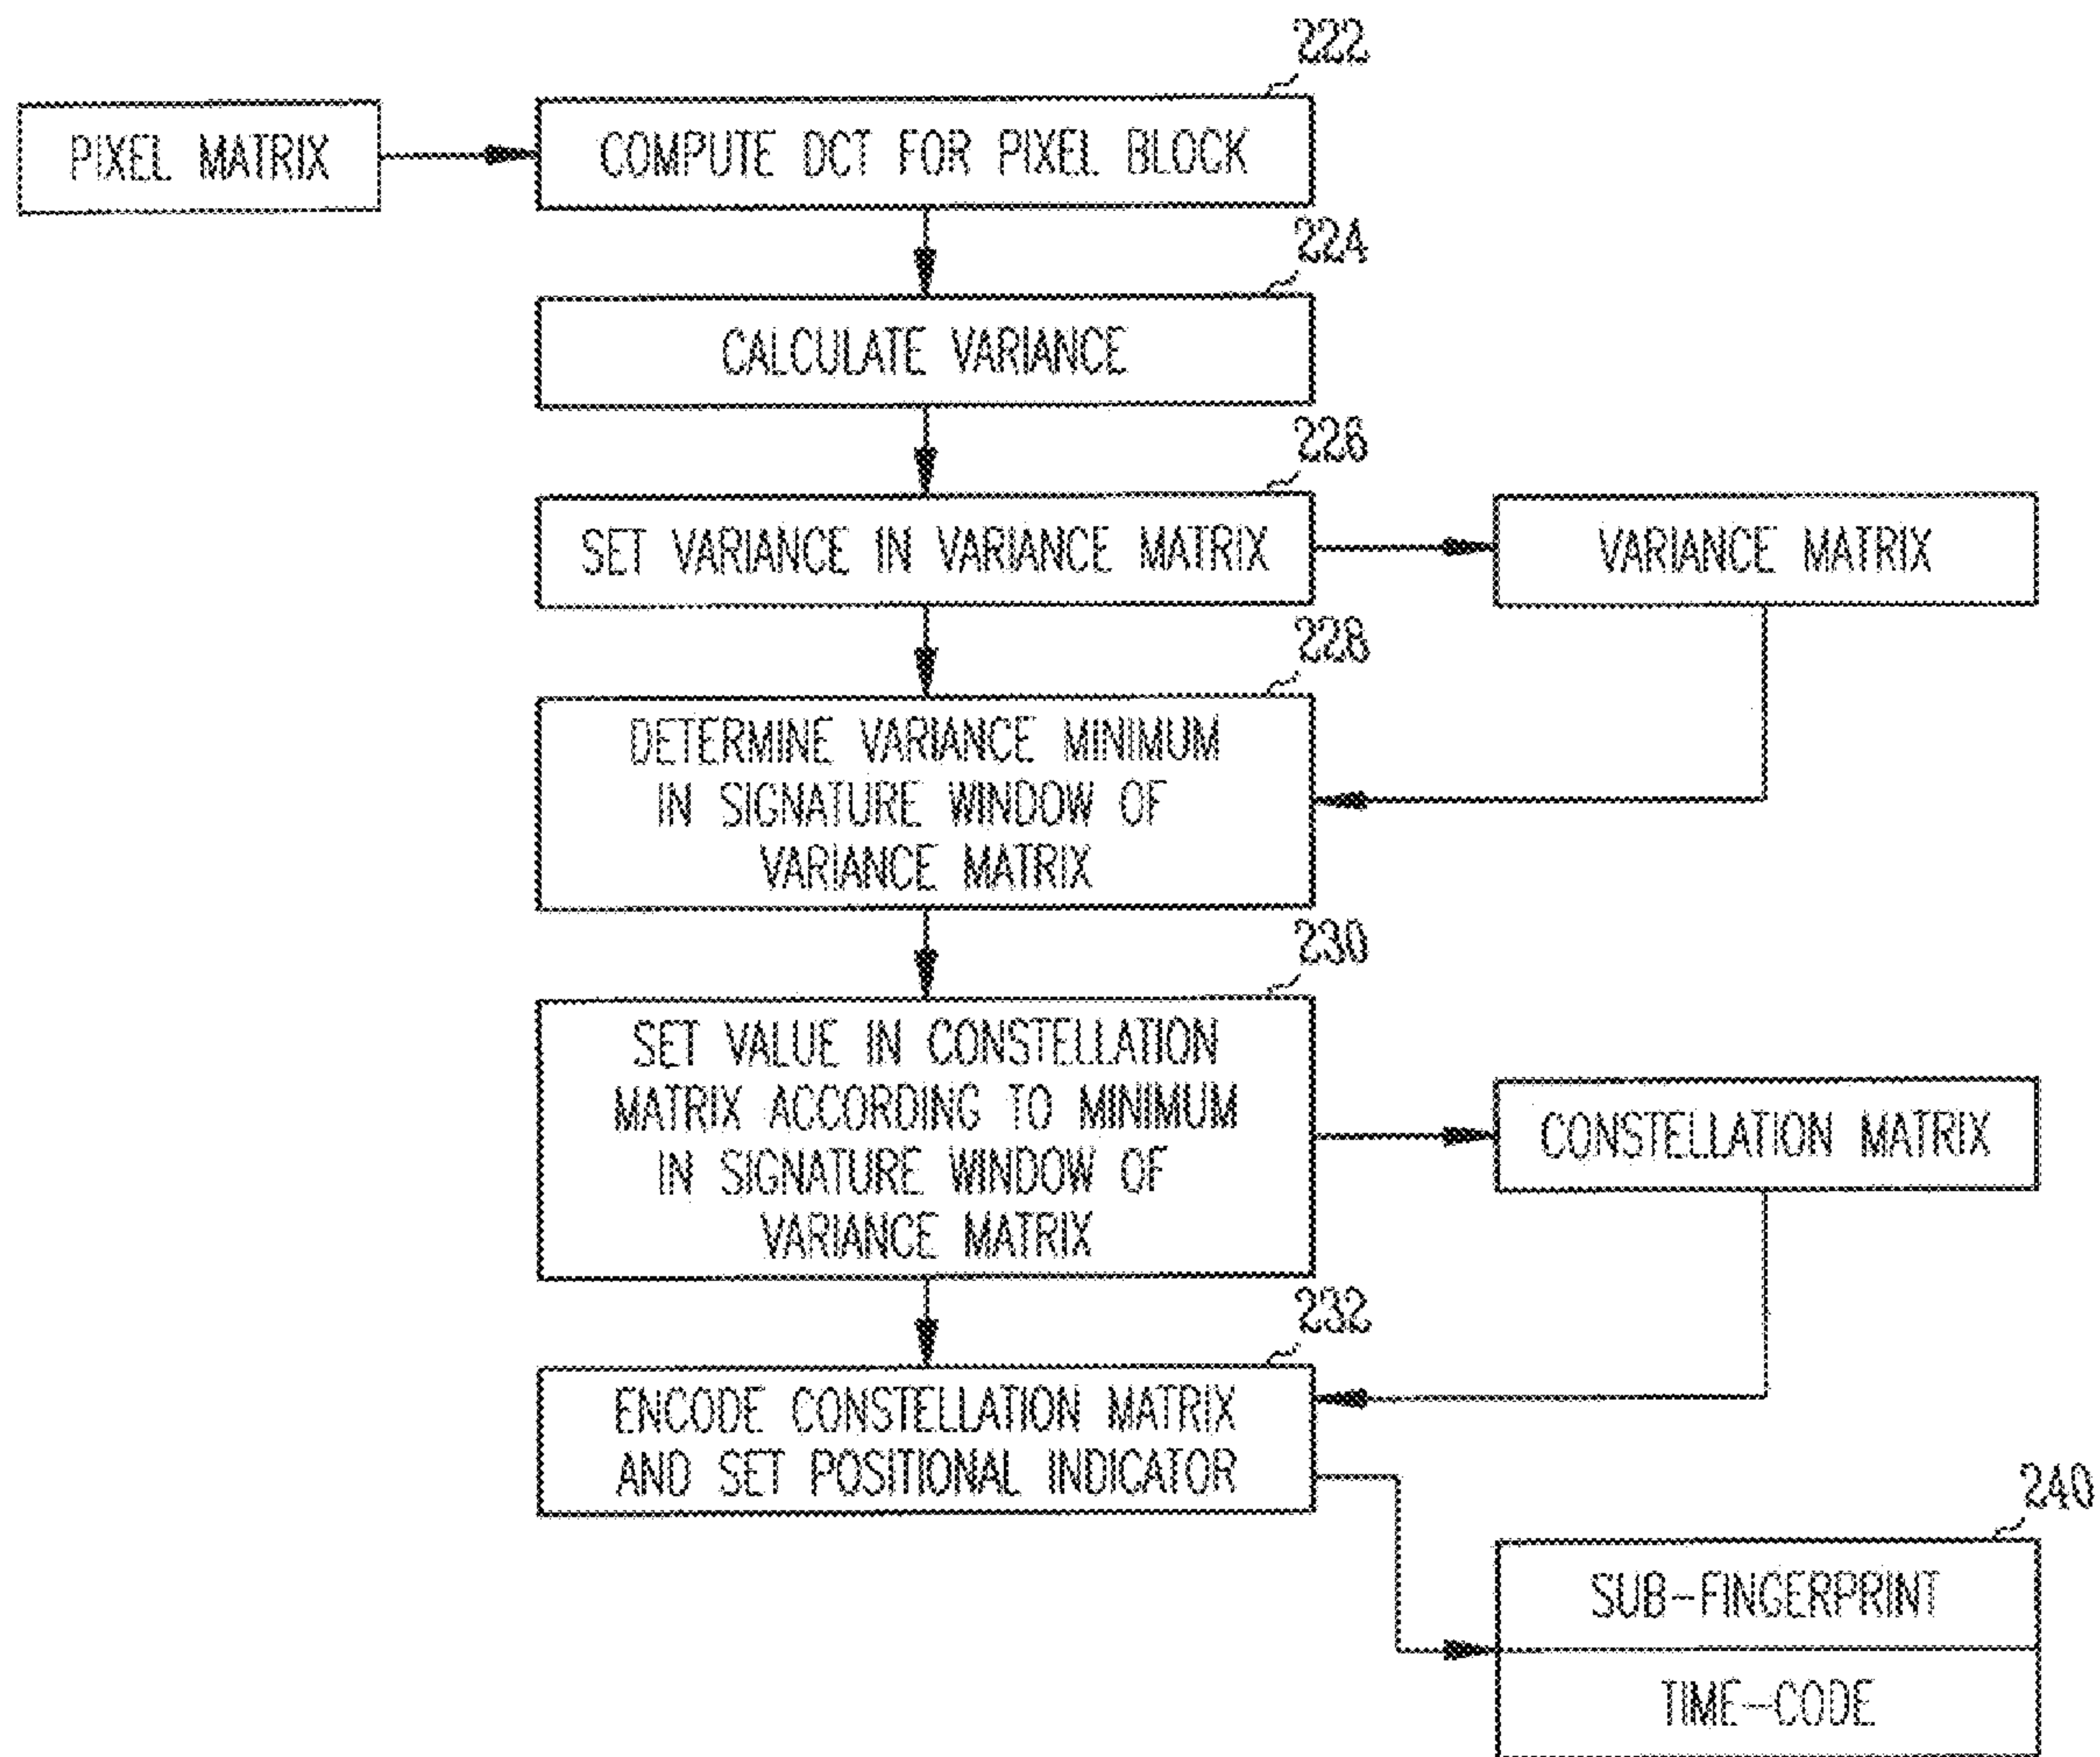 222
PIXEL MATRIX
COMPUTE DCT FOR PIXEL BLOCK
224
CALCULATE VARIANCE
226
SET VARIANCE IN VARIANCE MATRIX
VARIANCE MATRIX
228
DETERMINE VARIANCE MINIMUM
IN SIGNATURE WINDOW OF
VARIANCE MATRIX
230
SET VALUE IN CONSTELLATION
MATRIX ACCORDING TO MINIMUM
IN SIGNATURE WINDOW OF
VARIANCE MATRIX
CONSTELLATION MATRIX
232
ENCODE CONSTELLATION MATRIX
AND SET POSITIONAL INDICATOR
240
SUB-FINGERPRINT
TIME-CODE